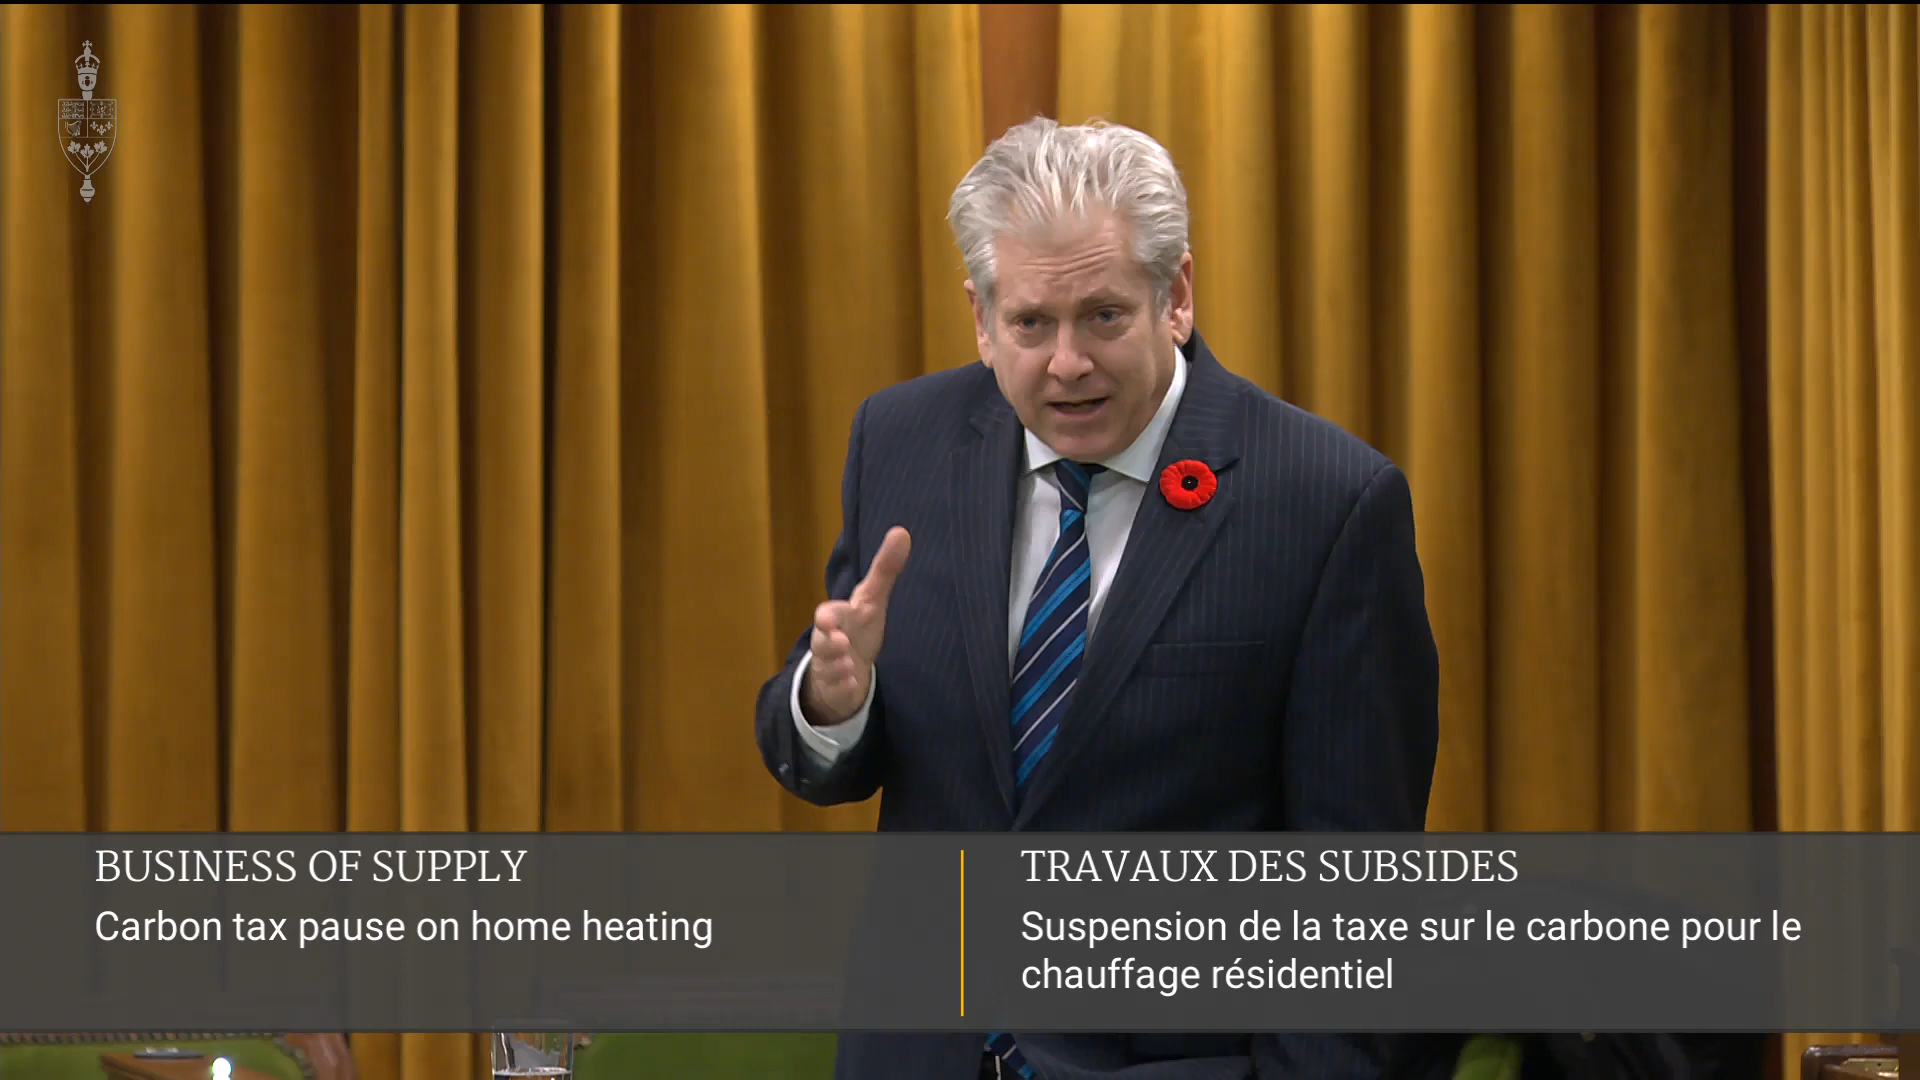 BUSINESS OF SUPPLY
Carbon tax pause on home heating
TRAVAUX DES SUBSIDES
Suspension de la taxe sur le carbone pour le
chauffage résidentiel